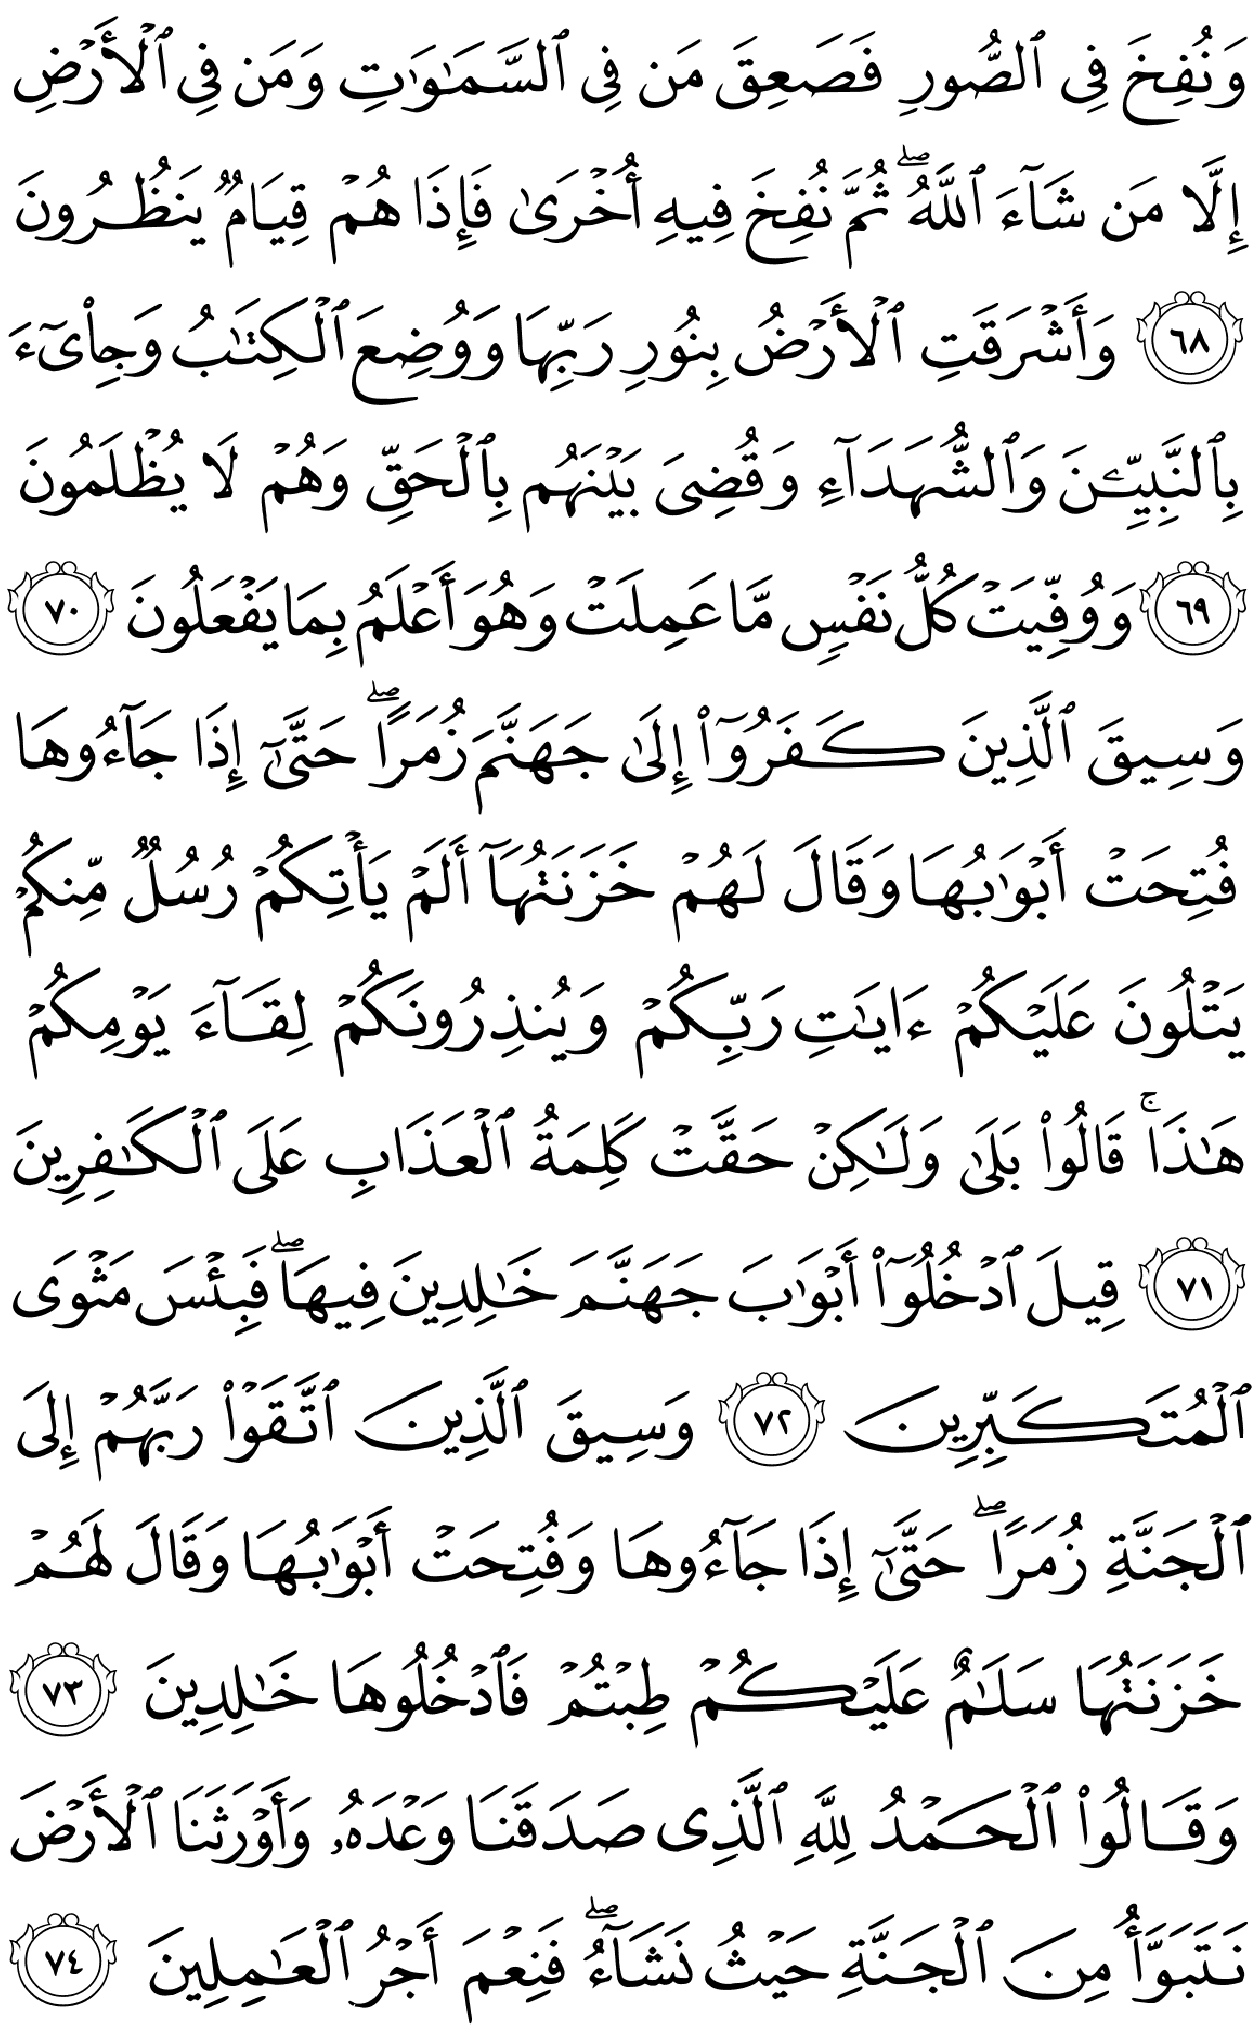 وَنُفِخَ فِي ٱلصُّورِ فَصَعِقَ مَن فِي ٱلسَّمَٰوَٰتِ وَمَن فِي ٱلۡأَرۡضِ
إِلَّا مَن شَآءَ ٱللَّهُۖ ثُمَّ نُفِخَ فِيهِ أُخۡرَىٰ فَإِذَا هُمۡ قِيَامٞ يَنظُرُونَ
٦٨ وَأَشۡرَقَتِ ٱلۡأَرۡضُ بِنُورِ رَبِّهَا وَوُضِعَ ٱلۡكِتَٰبُ وَجِاْيٓءَ
بِٱلنَّبِيِّـۧنَ وَٱلشُّهَدَآءِ وَقُضِيَ بَيۡنَهُم بِٱلۡحَقِّ وَهُمۡ لَا يُظۡلَمُونَ
٦٩ وَوُفِّيَتۡ كُلُّ نَفۡسٖ مَّا عَمِلَتۡ وَهُوَ أَعۡلَمُ بِمَا يَفۡعَلُونَ ٧٠
وَسِيقَ ٱلَّذِينَ كَفَرُوٓاْ إِلَىٰ جَهَنَّمَ زُمَرًاۖ حَتَّىٰٓ إِذَا جَآءُوهَا
فُتِحَتۡ أَبۡوَٰبُهَا وَقَالَ لَهُمۡ خَزَنَتُهَآ أَلَمۡ يَأۡتِكُمۡ رُسُلٞ مِّنكُمۡ
يَتۡلُونَ عَلَيۡكُمۡ ءَايَٰتِ رَبِّكُمۡ وَيُنذِرُونَكُمۡ لِقَآءَ يَوۡمِكُمۡ
هَٰذَاۚ قَالُواْ بَلَىٰ وَلَٰكِنۡ حَقَّتۡ كَلِمَةُ ٱلۡعَذَابِ عَلَى ٱلۡكَٰفِرِينَ
٧١ قِيلَ ٱدۡخُلُوٓاْ أَبۡوَٰبَ جَهَنَّمَ خَٰلِدِينَ فِيهَاۖ فَبِئۡسَ مَثۡوَى
ٱلۡمُتَكَبِّرِينَ ٧٢ وَسِيقَ ٱلَّذِينَ ٱتَّقَوۡاْ رَبَّهُمۡ إِلَى
ٱلۡجَنَّةِ زُمَرًاۖ حَتَّىٰٓ إِذَا جَآءُوهَا وَفُتِحَتۡ أَبۡوَٰبُهَا وَقَالَ لَهُمۡ
خَزَنَتُهَا سَلَٰمٌ عَلَيۡكُمۡ طِبۡتُمۡ فَٱدۡخُلُوهَا خَٰلِدِينَ ٧٣
وَقَالُواْ ٱلۡحَمۡدُ لِلَّهِ ٱلَّذِي صَدَقَنَا وَعۡدَهُۥ وَأَوۡرَثَنَا ٱلۡأَرۡضَ
نَتَبَوَّأُ مِنَ ٱلۡجَنَّةِ حَيۡثُ نَشَآءُۖ فَنِعۡمَ أَجۡرُ ٱلۡعَٰمِلِينَ ٧٤